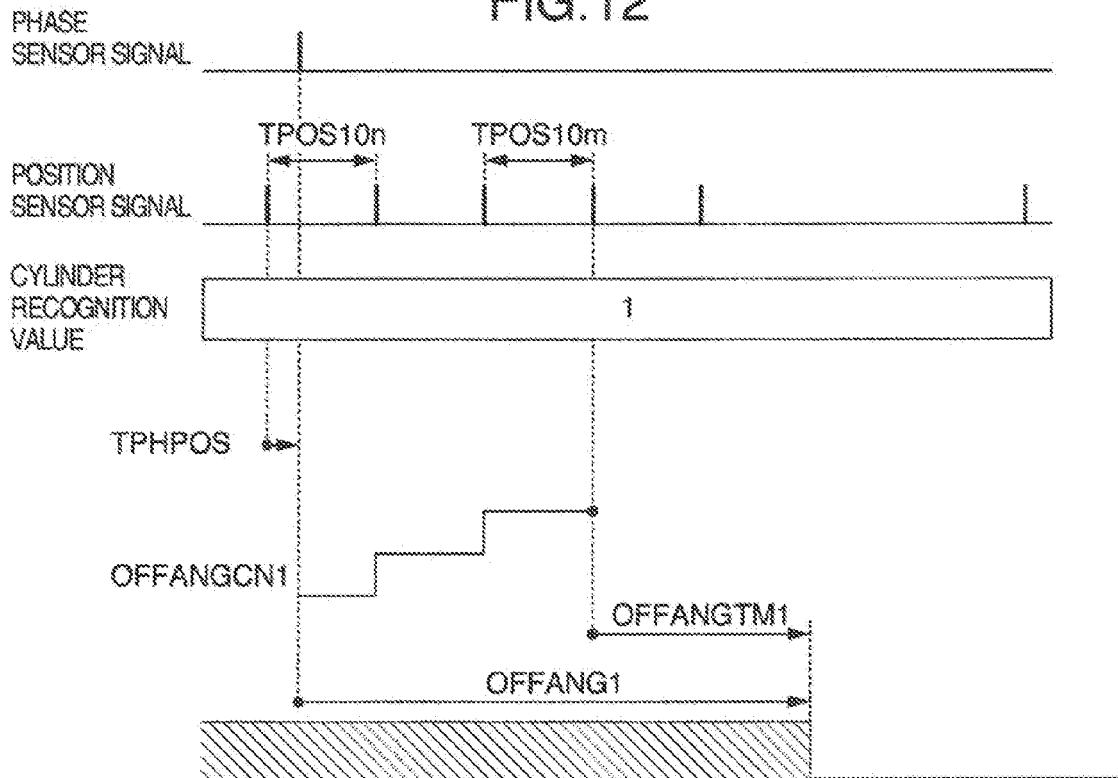 FIG.12
PHASE
SENSOR SIGNAL
TPOS10n
TPOS10m
POSITION
SENSOR SIGNAL
CYLINDER
RECOGNITION
VALUE
1
TPHPOS
OFFANGCN1
OFFANGTM1
OFFANG1